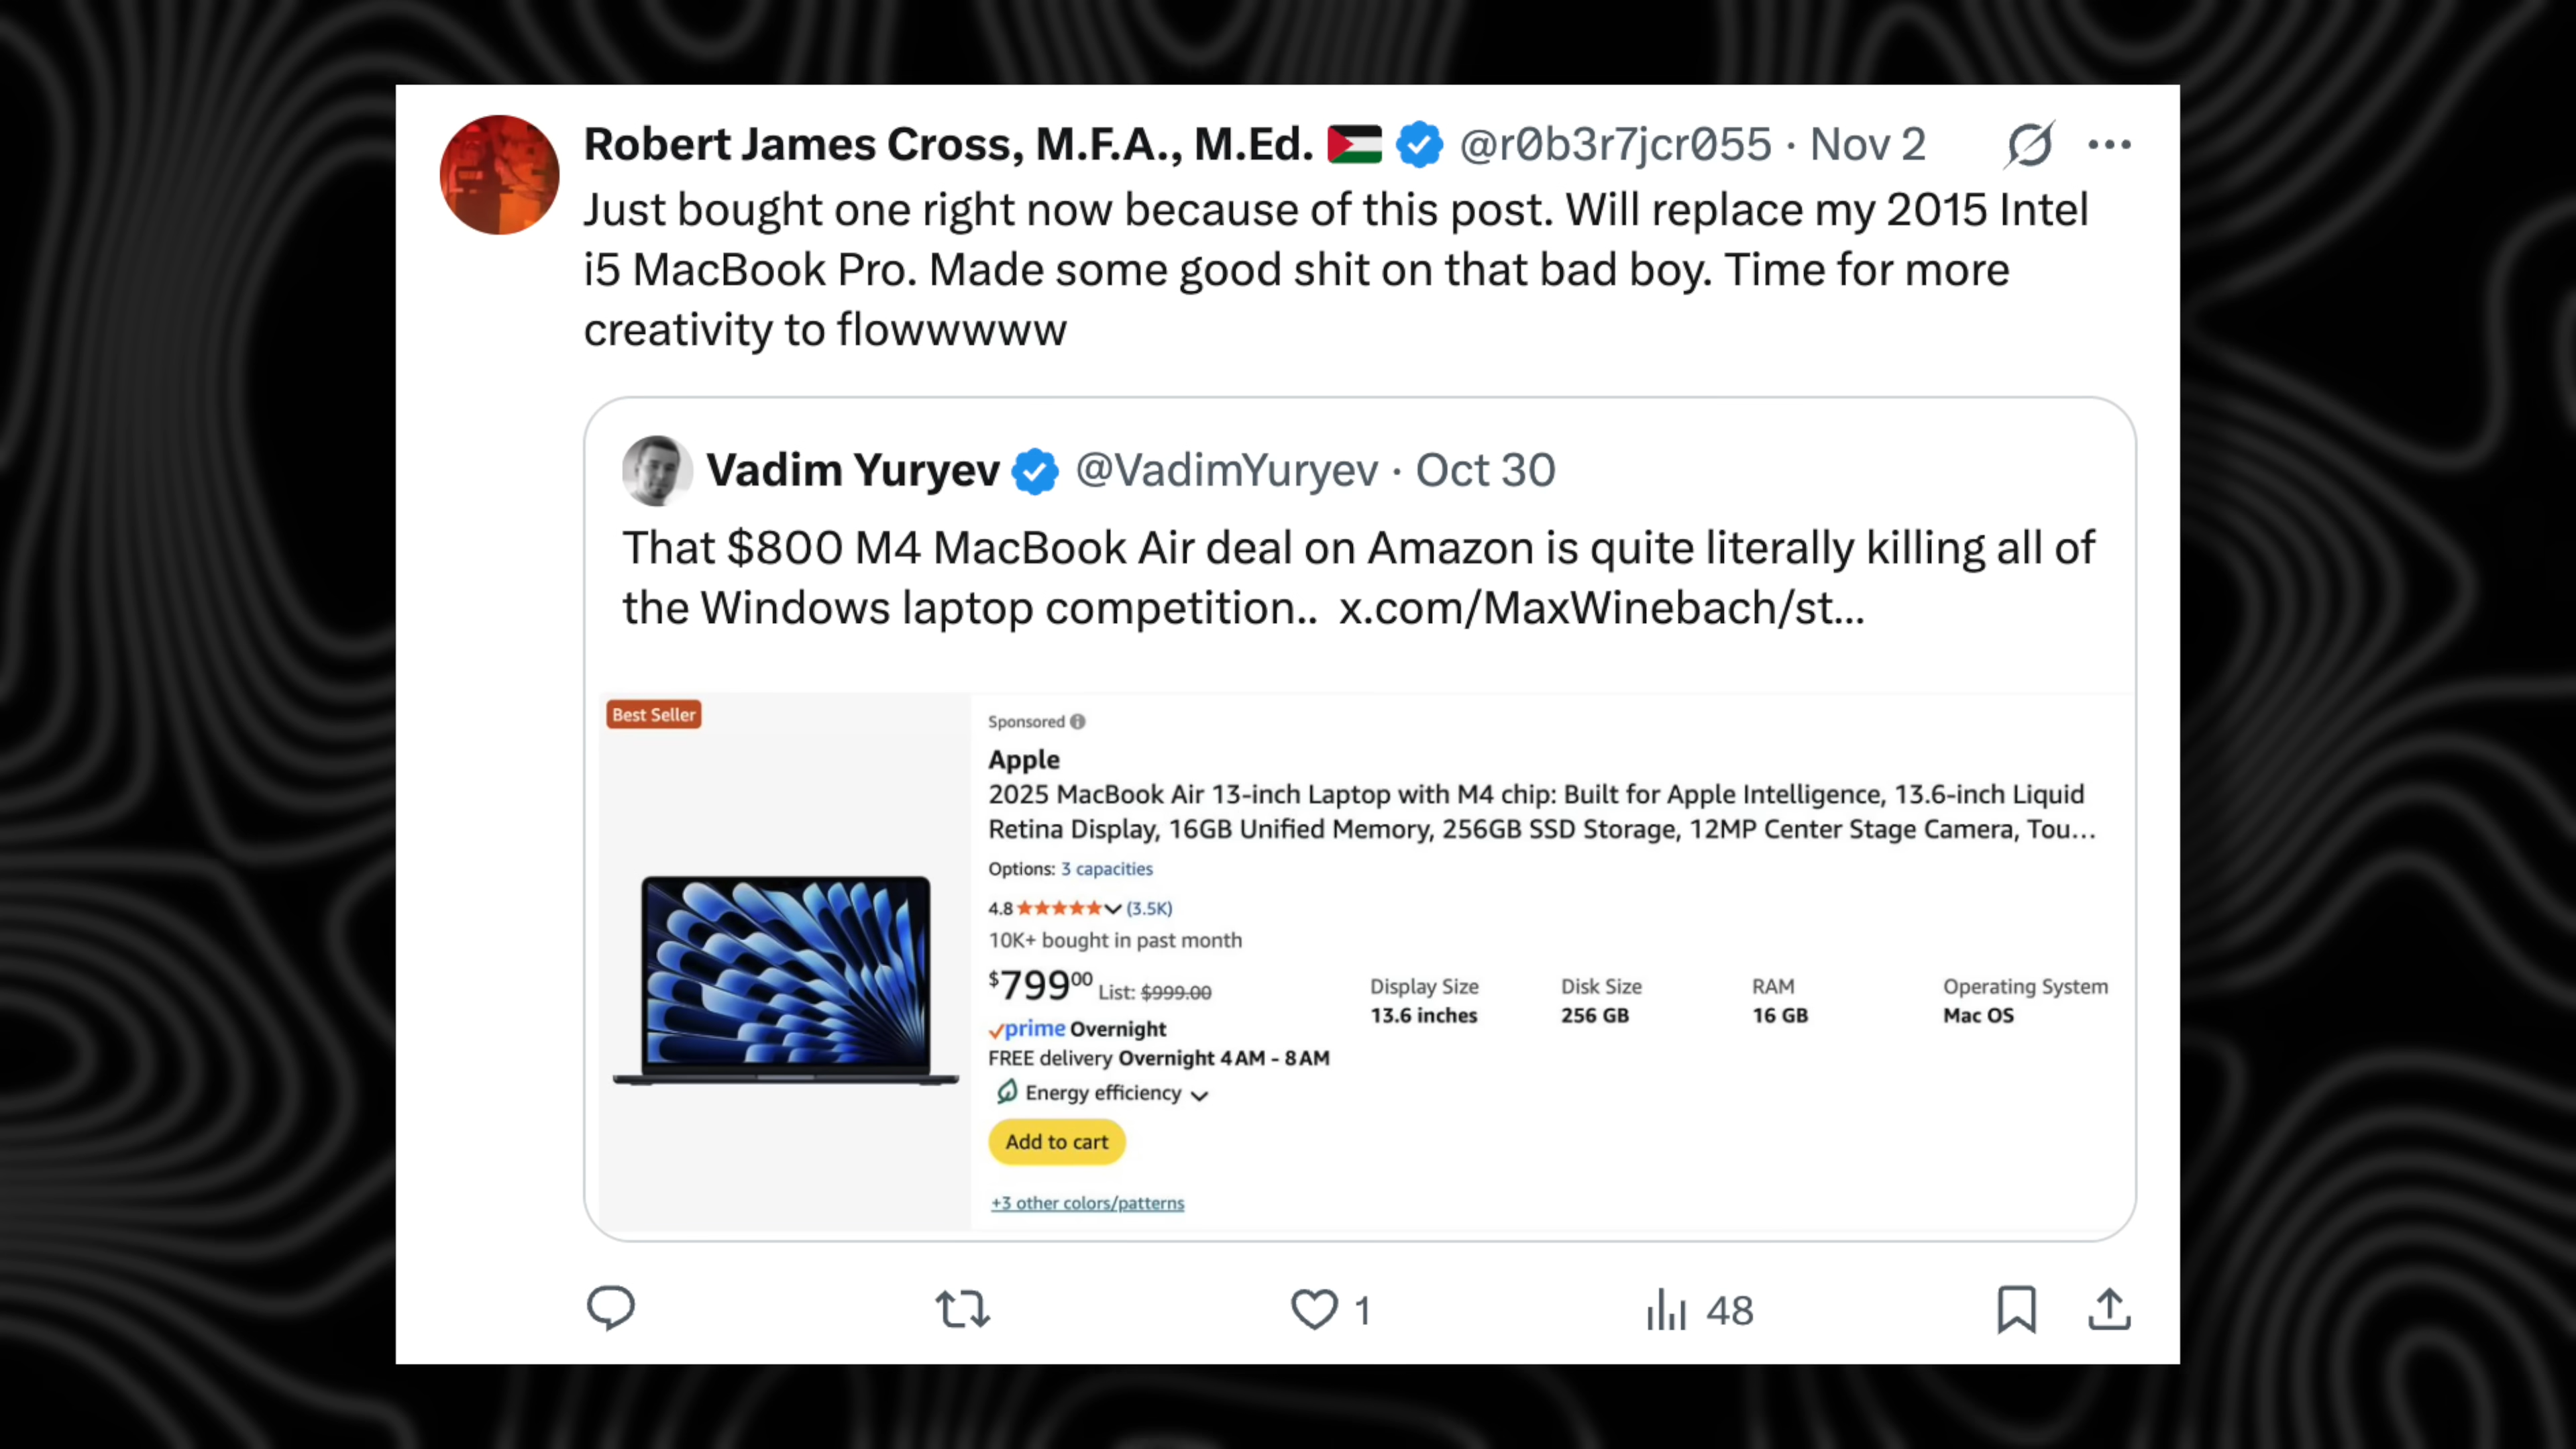 Robert James Cross, M.F.A., M.Ed. 🇵🇸 @r0b3r7jcr055 · Nov 2
Just bought one right now because of this post. Will replace my 2015 Intel
i5 MacBook Pro. Made some good shit on that bad boy. Time for more
creativity to flowwwww
Vadim Yuryev @VadimYuryev · Oct 30
That $800 M4 MacBook Air deal on Amazon is quite literally killing all of
the Windows laptop competition.. x.com/MaxWinebach/st...
Best Seller
Sponsored
Apple
2025 MacBook Air 13-inch Laptop with M4 chip: Built for Apple Intelligence, 13.6-inch Liquid
Retina Display, 16GB Unified Memory, 256GB SSD Storage, 12MP Center Stage Camera, Tou...
Options: 3 capacities
4.8 (3.5K)
10K+ bought in past month
$799.00 List: $999.00
prime Overnight
FREE delivery Overnight 4 AM - 8 AM
Energy efficiency
Add to cart
+3 other colors/patterns
Display Size
13.6 inches
Disk Size
256 GB
RAM
16 GB
Operating System
Mac OS
1
48